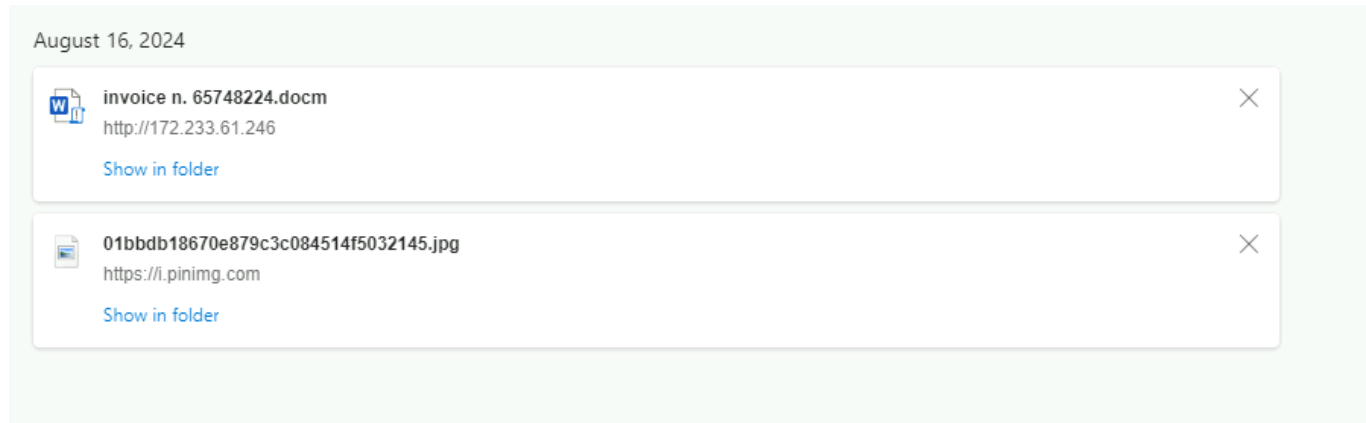 August 16, 2024
invoice n. 65748224.docm
http://172.233.61.246
Show in folder
01bbdb18670e879c3c084514f5032145.jpg
https://i.pinimg.com
Show in folder